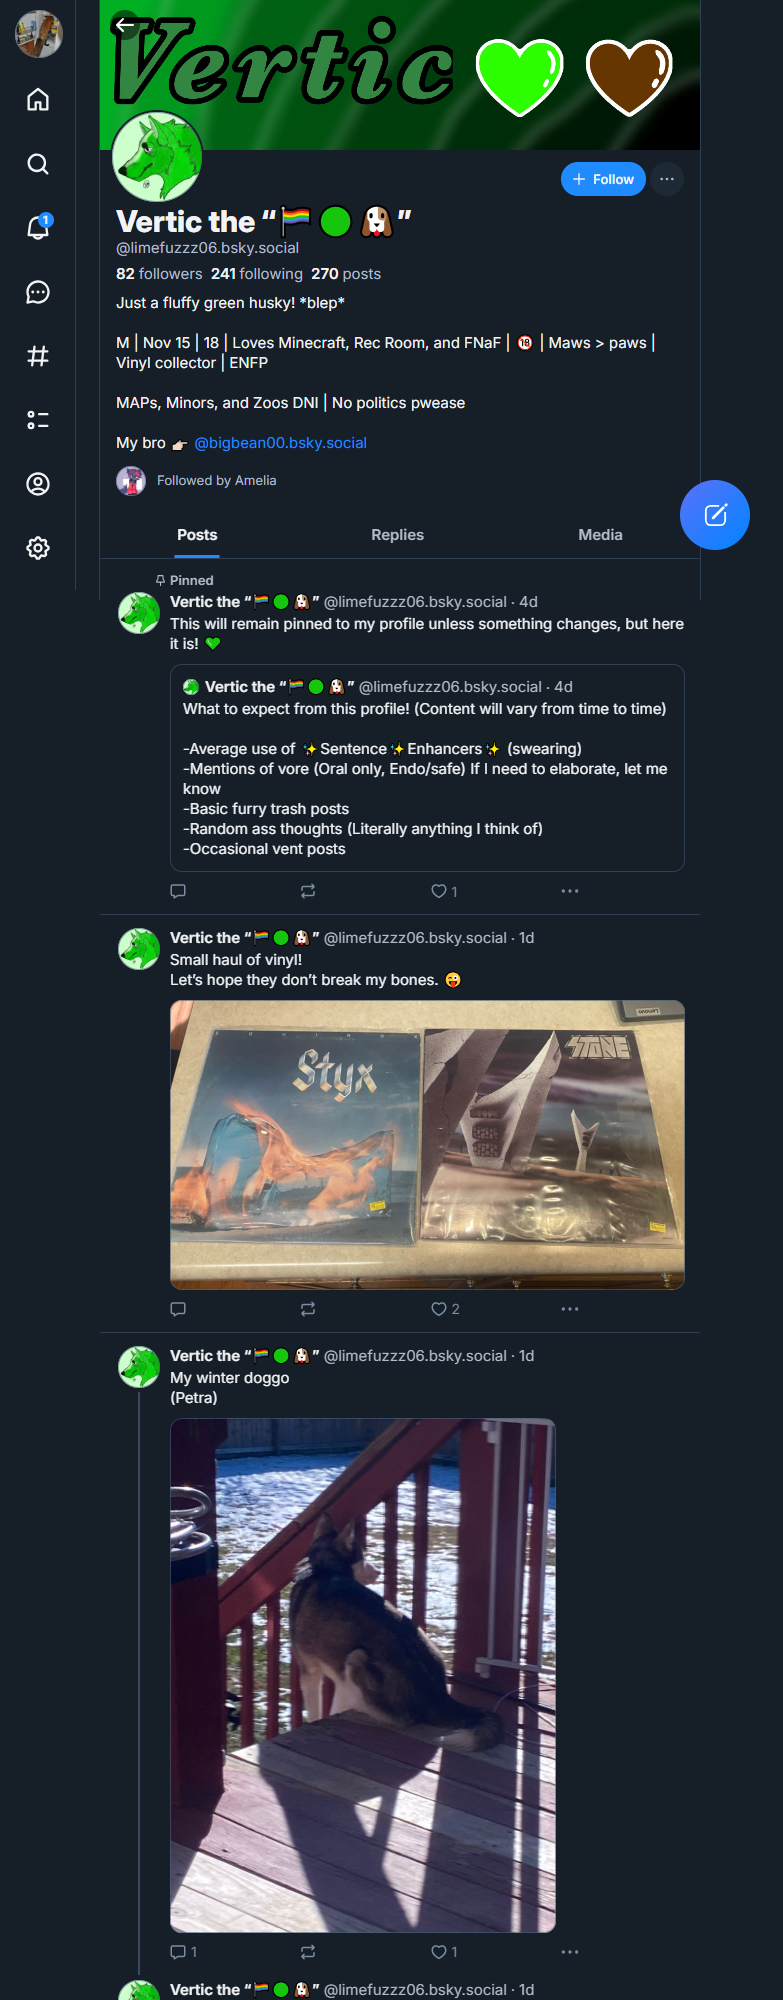 Vertic
+ Follow
Vertic the “🏳️‍🌈🟢🐶”
@limefuzzz06.bsky.social
82 followers 241 following 270 posts
Just a fluffy green husky! *blep*
M | Nov 15 | 18 | Loves Minecraft, Rec Room, and FNaF | 🔞 | Maws > paws |
Vinyl collector | ENFP
MAPs, Minors, and Zoos DNI | No politics pwease
My bro 👉🏻 @bigbean00.bsky.social
Followed by Amelia
1
Posts Replies Media
Pinned
Vertic the “🏳️‍🌈🟢🐶” @limefuzzz06.bsky.social · 4d
This will remain pinned to my profile unless something changes, but here
it is! 💚
Vertic the “🏳️‍🌈🟢🐶” @limefuzzz06.bsky.social · 4d
What to expect from this profile! (Content will vary from time to time)
-Average use of ✨Sentence✨Enhancers✨ (swearing)
-Mentions of vore (Oral only, Endo/safe) If I need to elaborate, let me
know
-Basic furry trash posts
-Random ass thoughts (Literally anything I think of)
-Occasional vent posts
1
Vertic the “🏳️‍🌈🟢🐶” @limefuzzz06.bsky.social · 1d
Small haul of vinyl!
Let’s hope they don’t break my bones. 😜
Styx
STONE
Lenovo
2
Vertic the “🏳️‍🌈🟢🐶” @limefuzzz06.bsky.social · 1d
My winter doggo
(Petra)
1 1
Vertic the “🏳️‍🌈🟢🐶” @limefuzzz06.bsky.social · 1d